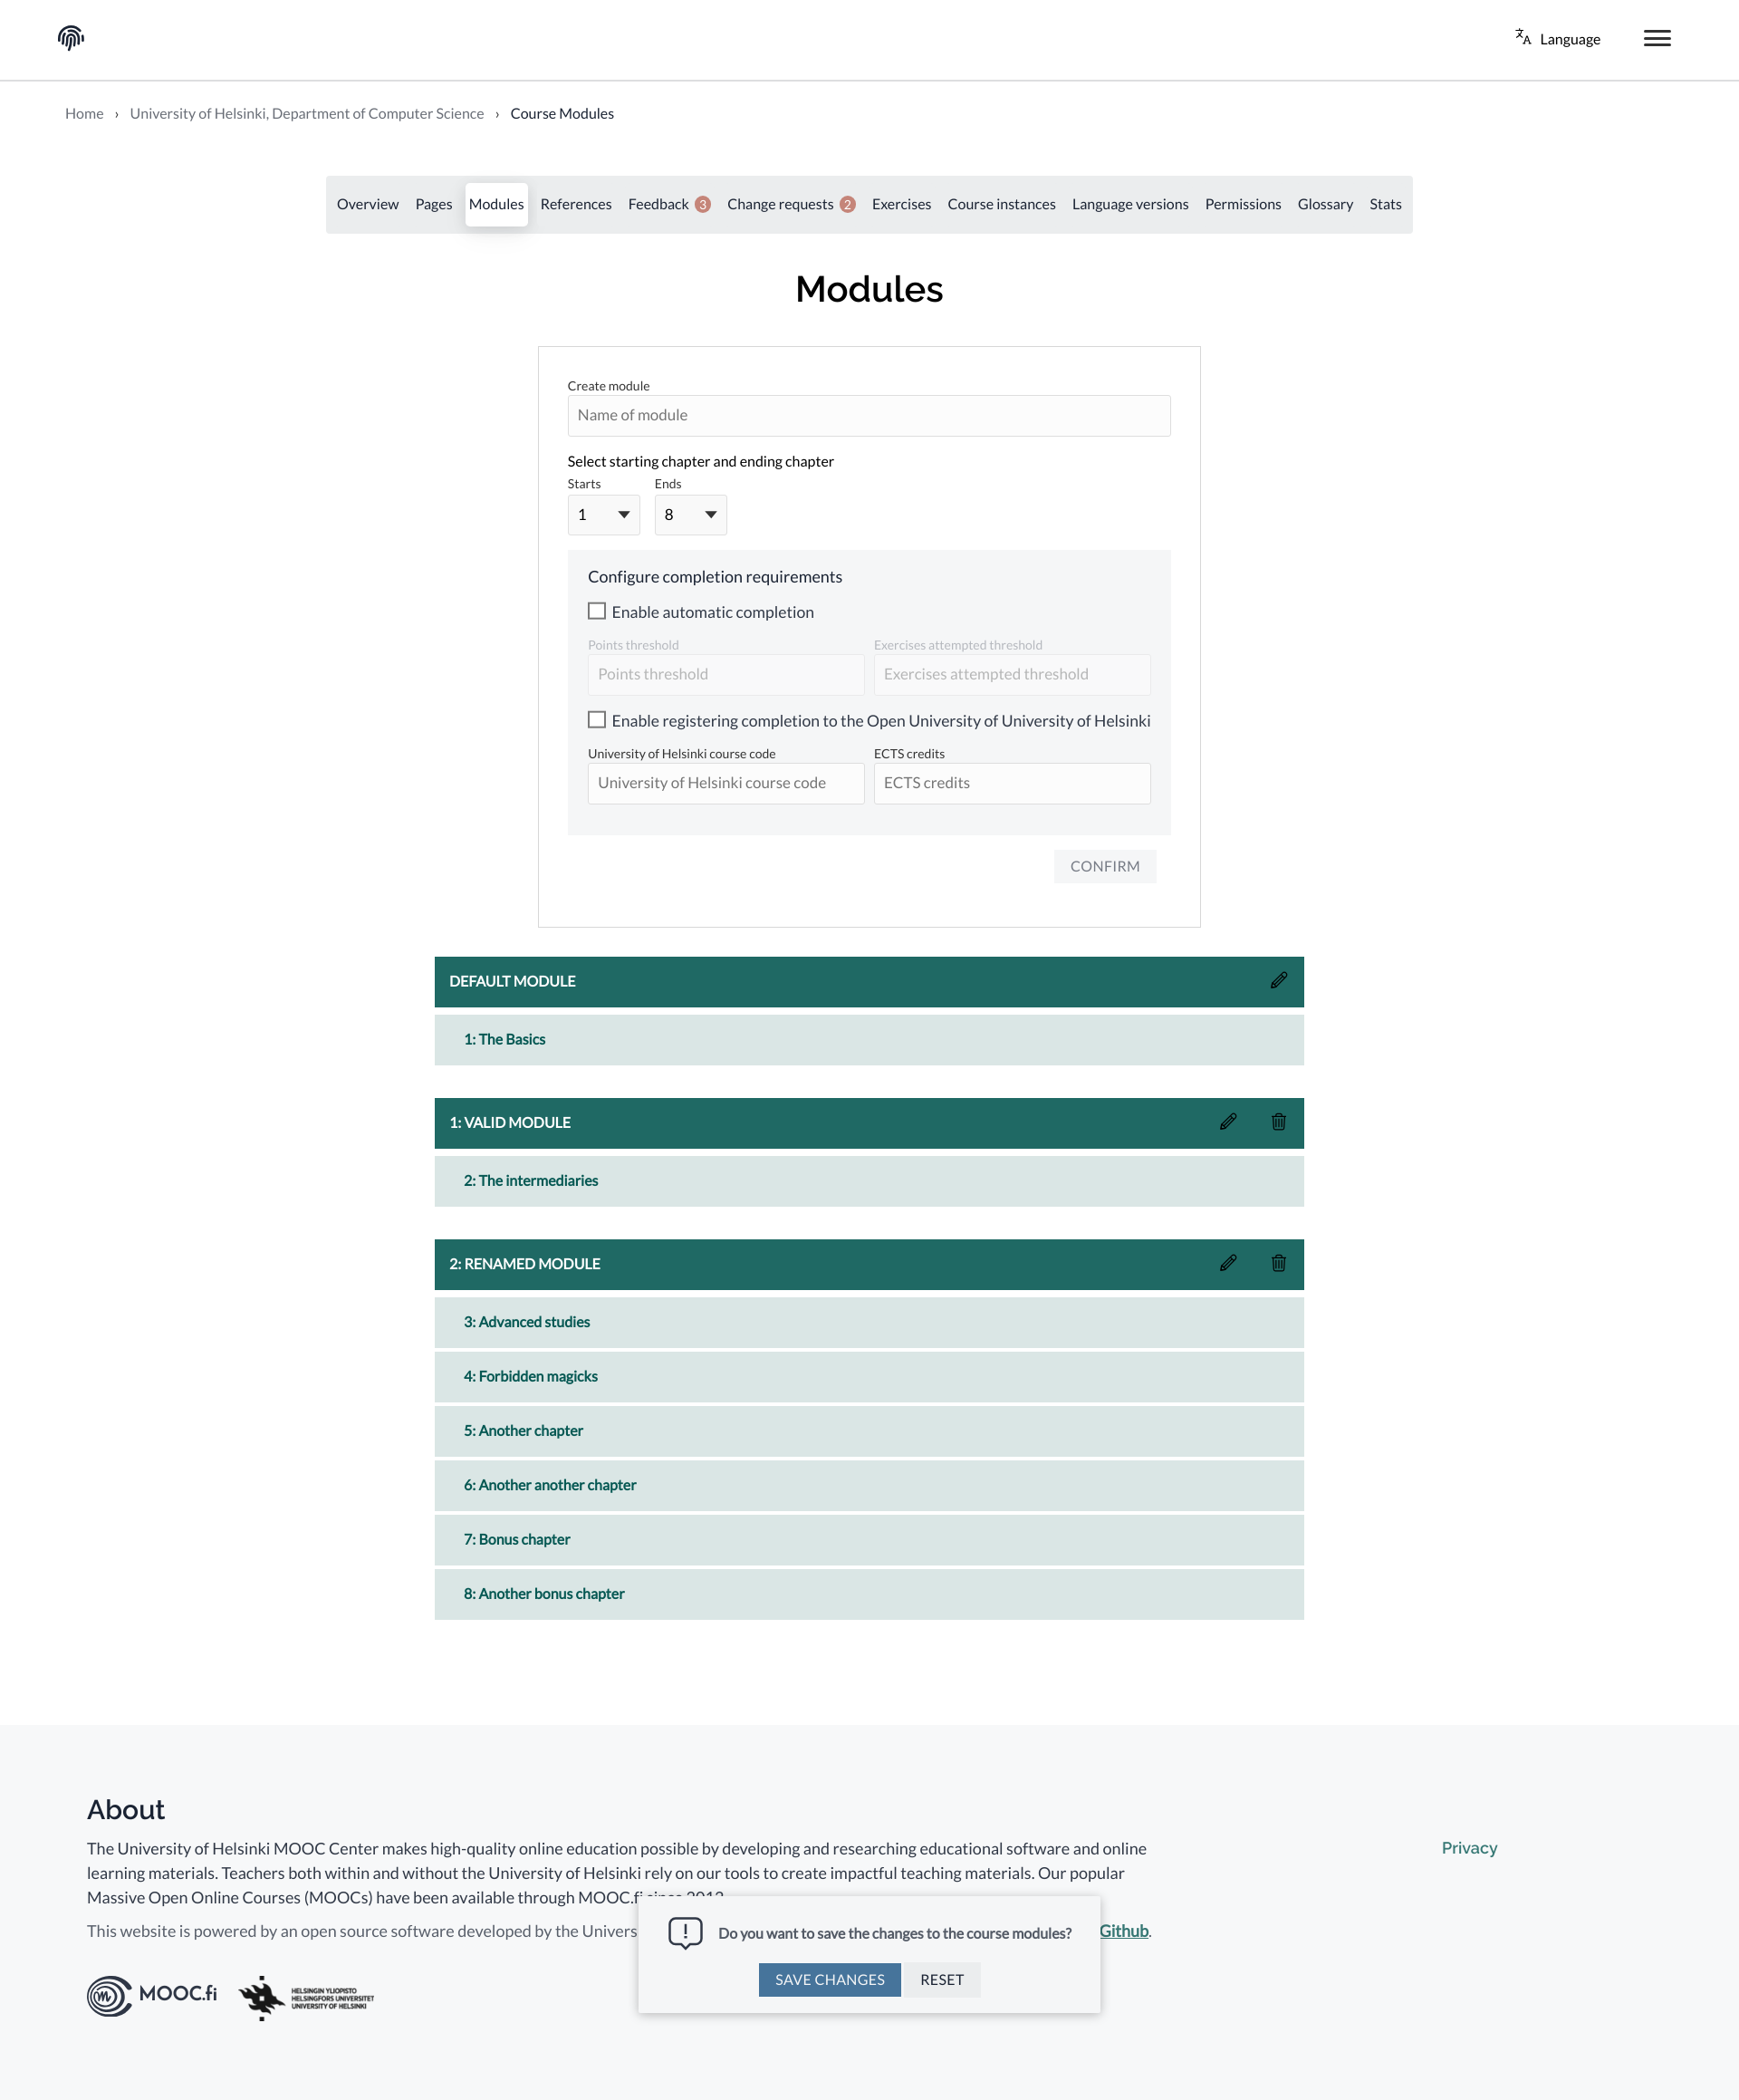 Language
Home › University of Helsinki, Department of Computer Science › Course Modules
Overview Pages Modules References Feedback 3 Change requests 2 Exercises Course instances Language versions Permissions Glossary Stats
Modules
Create module
Name of module
Select starting chapter and ending chapter
Starts Ends
1 8
Configure completion requirements
Enable automatic completion
Points threshold Exercises attempted threshold
Points threshold Exercises attempted threshold
Enable registering completion to the Open University of University of Helsinki
University of Helsinki course code ECTS credits
University of Helsinki course code ECTS credits
CONFIRM
DEFAULT MODULE
1: The Basics
1: VALID MODULE
2: The intermediaries
2: RENAMED MODULE
3: Advanced studies
4: Forbidden magicks
5: Another chapter
6: Another another chapter
7: Bonus chapter
8: Another bonus chapter
About
The University of Helsinki MOOC Center makes high-quality online education possible by developing and researching educational software and online
learning materials. Teachers both within and without the University of Helsinki rely on our tools to create impactful teaching materials. Our popular
Massive Open Online Courses (MOOCs) have been available through MOOC.fi
Privacy
This website is powered by an open source software developed by the Github.
Do you want to save the changes to the course modules?
SAVE CHANGES RESET
MOOC.fi
HELSINGIN YLIOPISTO
HELSINGFORS UNIVERSITET
UNIVERSITY OF HELSINKI